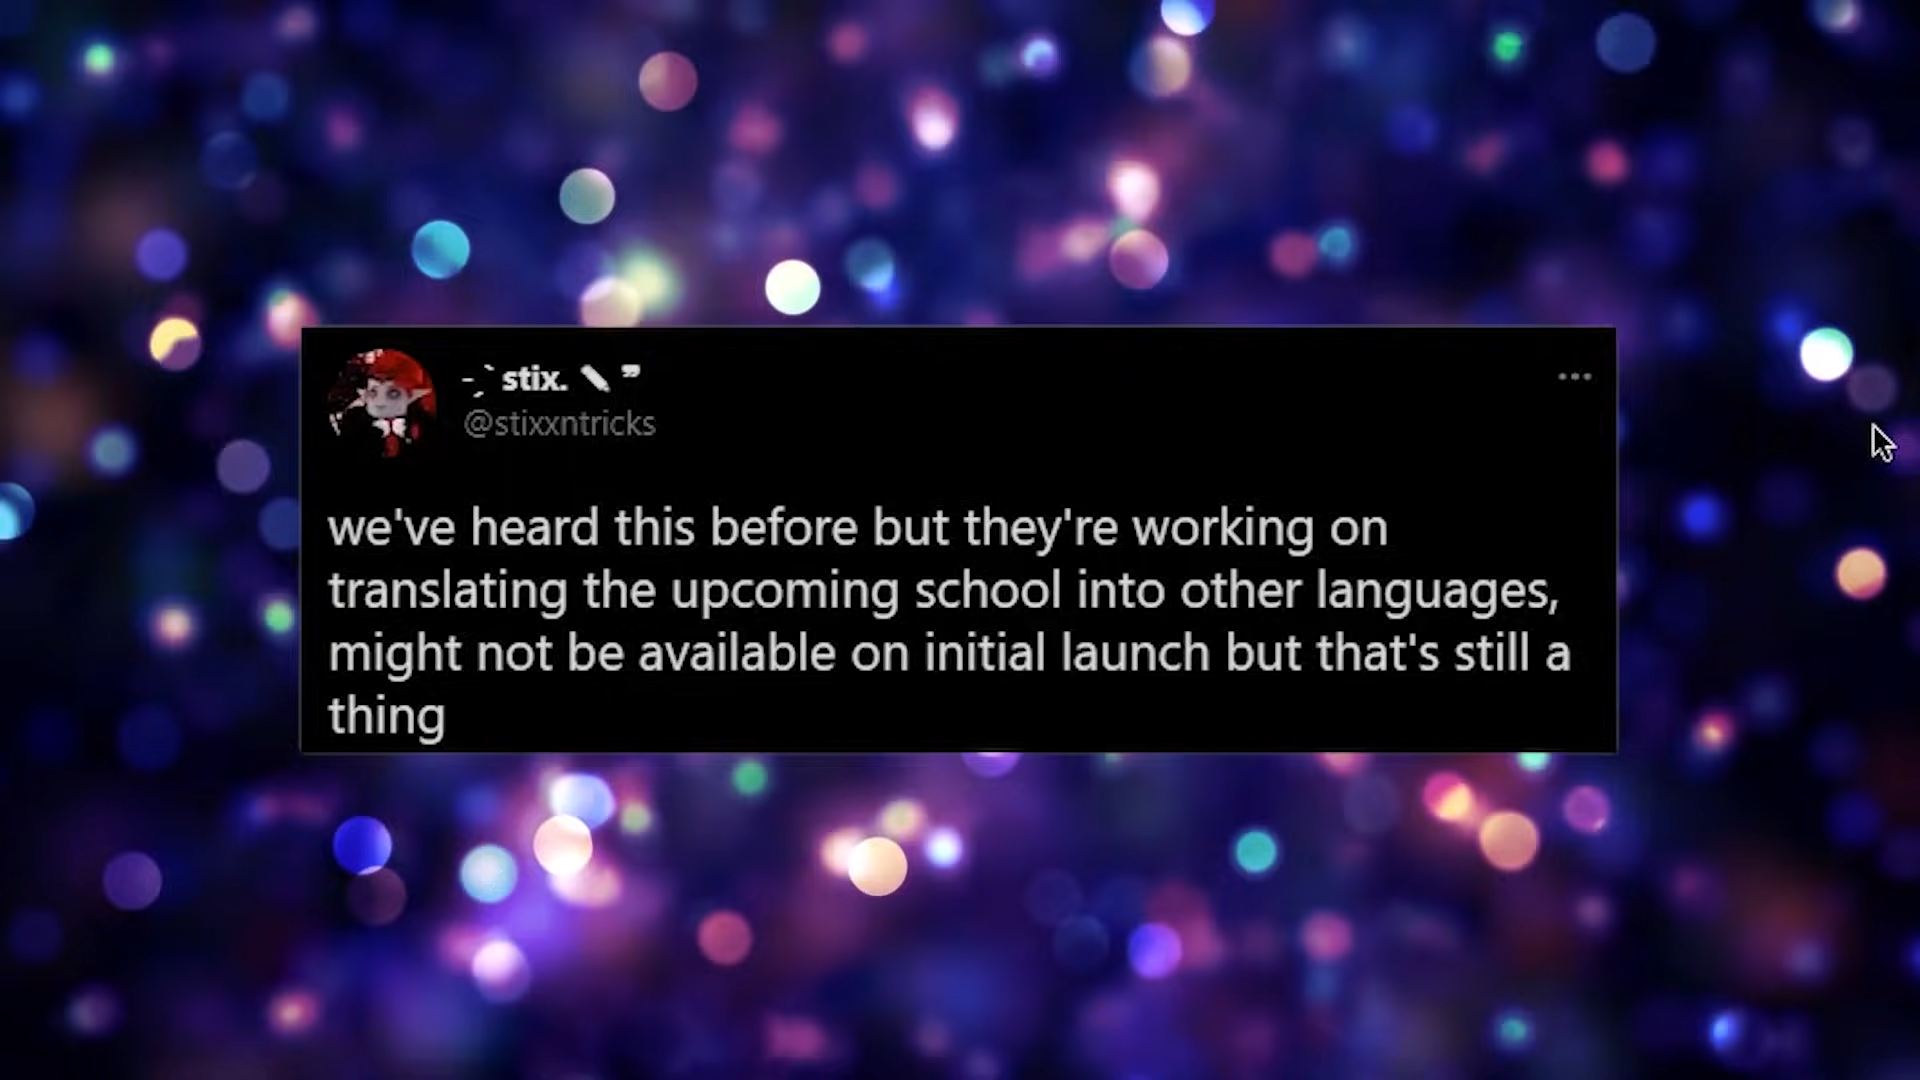 -ˏˋ stix. ✎ ❞
@stixxntricks
we've heard this before but they're working on
translating the upcoming school into other languages,
might not be available on initial launch but that's still a
thing